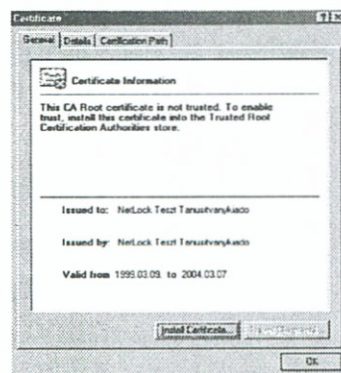 Certificate
General Details Certification Path
Certificate Information
This CA Root certificate is not trusted. To enable
trust, install this certificate into the Trusted Root
Certification Authorities store.
Issued to: NetLock Teszt Tanusitvanykiado
Issued by: NetLock Teszt Tanusitvanykiado
Valid from 1999.03.09. to 2004.03.07
Install Certificate...
OK